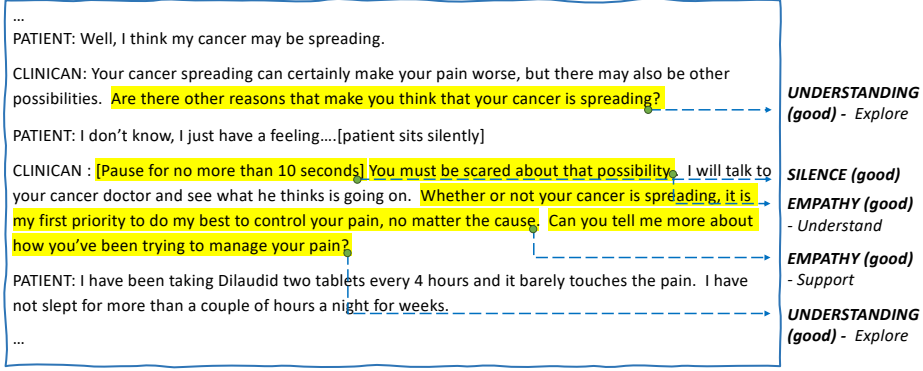 ...
PATIENT: Well, I think my cancer may be spreading.
CLINICAN: Your cancer spreading can certainly make your pain worse, but there may also be other
possibilities. Are there other reasons that make you think that your cancer is spreading?
PATIENT: I don't know, I just have a feeling....[patient sits silently]
CLINICAN : [Pause for no more than 10 seconds] You must be scared about that possibility. I will talk to
your cancer doctor and see what he thinks is going on. Whether or not your cancer is spreading, it is
my first priority to do my best to control your pain, no matter the cause. Can you tell me more about
how you've been trying to manage your pain?
PATIENT: I have been taking Dilaudid two tablets every 4 hours and it barely touches the pain. I have
not slept for more than a couple of hours a night for weeks.
...
UNDERSTANDING
(good) - Explore
SILENCE (good)
EMPATHY (good)
- Understand
EMPATHY (good)
- Support
UNDERSTANDING
(good) - Explore